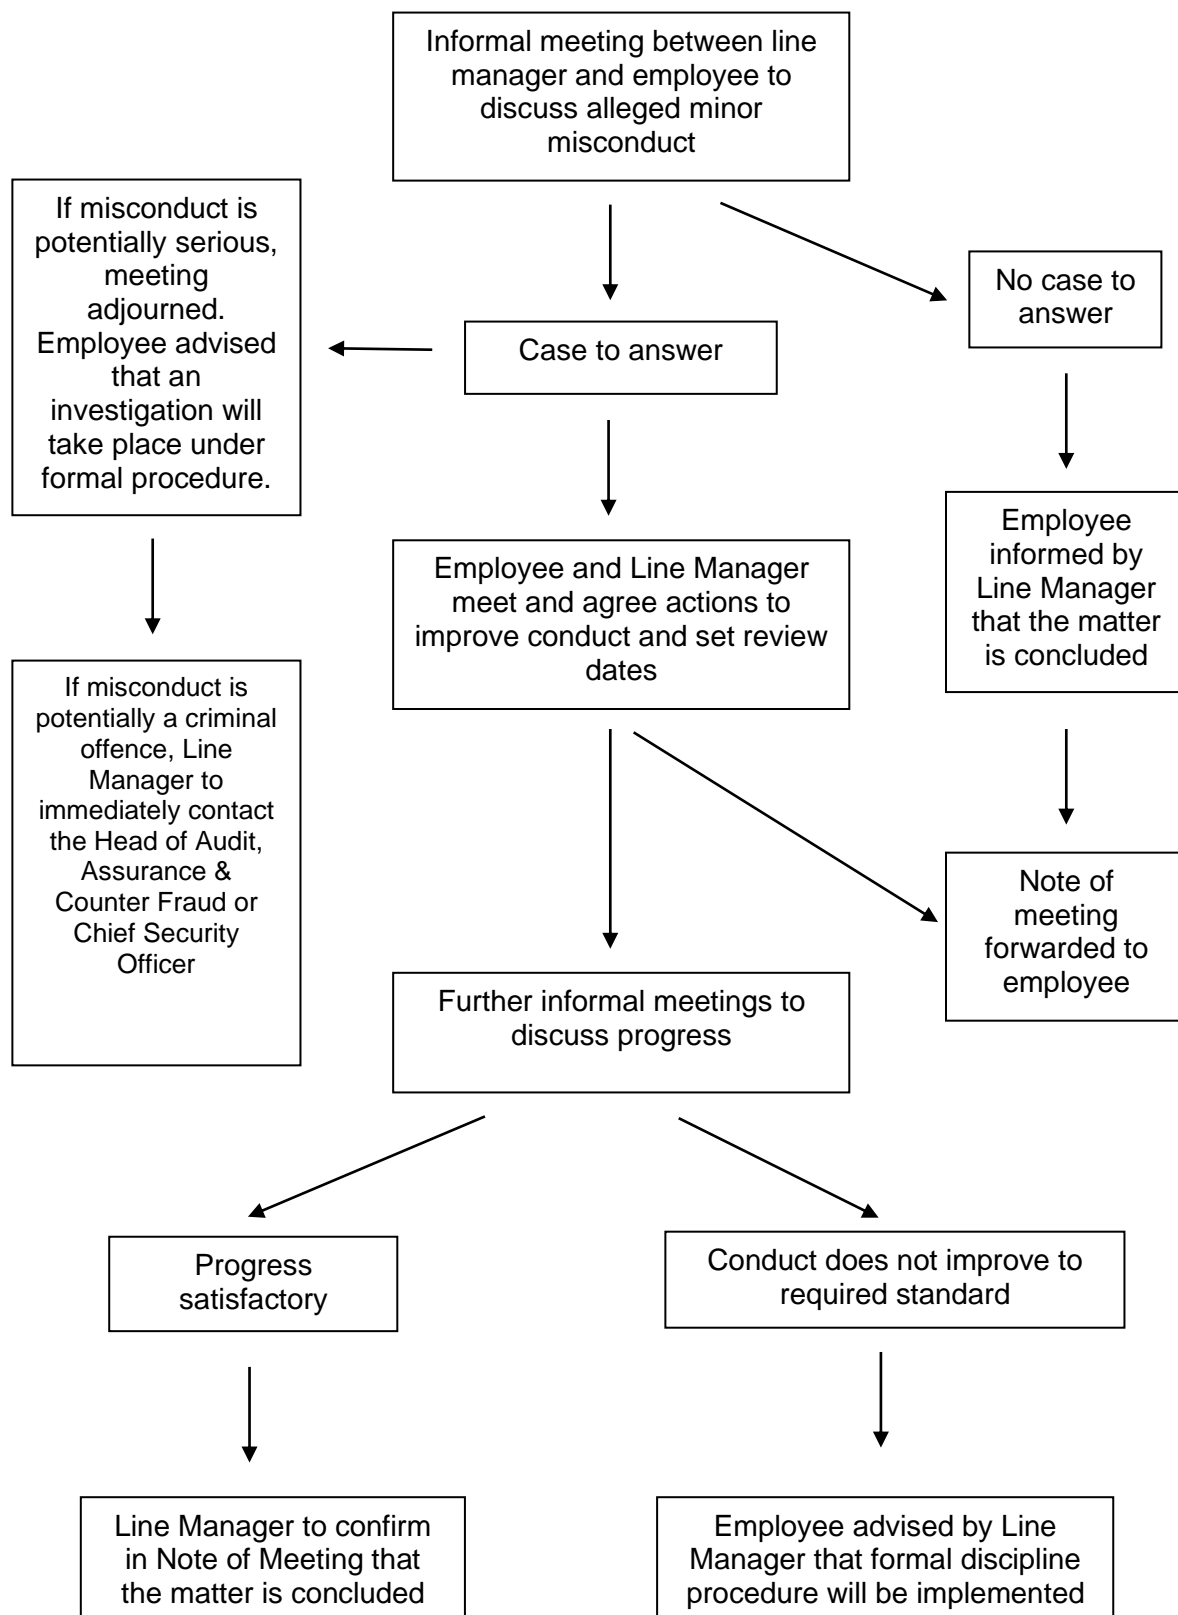 Informal meeting between line
manager and employee to
discuss alleged minor
misconduct
If misconduct is
potentially serious,
meeting
adjourned.
Employee advised
that an
investigation will
take place under
formal procedure.
No case to
answer
Case to answer
Employee
informed by
Line Manager
that the matter
is concluded
Employee and Line Manager
meet and agree actions to
improve conduct and set review
dates
If misconduct is
potentially a criminal
offence, Line
Manager to
immediately contact
the Head of Audit,
Assurance &
Counter Fraud or
Chief Security
Officer
Note of
meeting
forwarded to
employee
Further informal meetings to
discuss progress
Progress
satisfactory
Conduct does not improve to
required standard
Line Manager to confirm
in Note of Meeting that
the matter is concluded
Employee advised by Line
Manager that formal discipline
procedure will be implemented